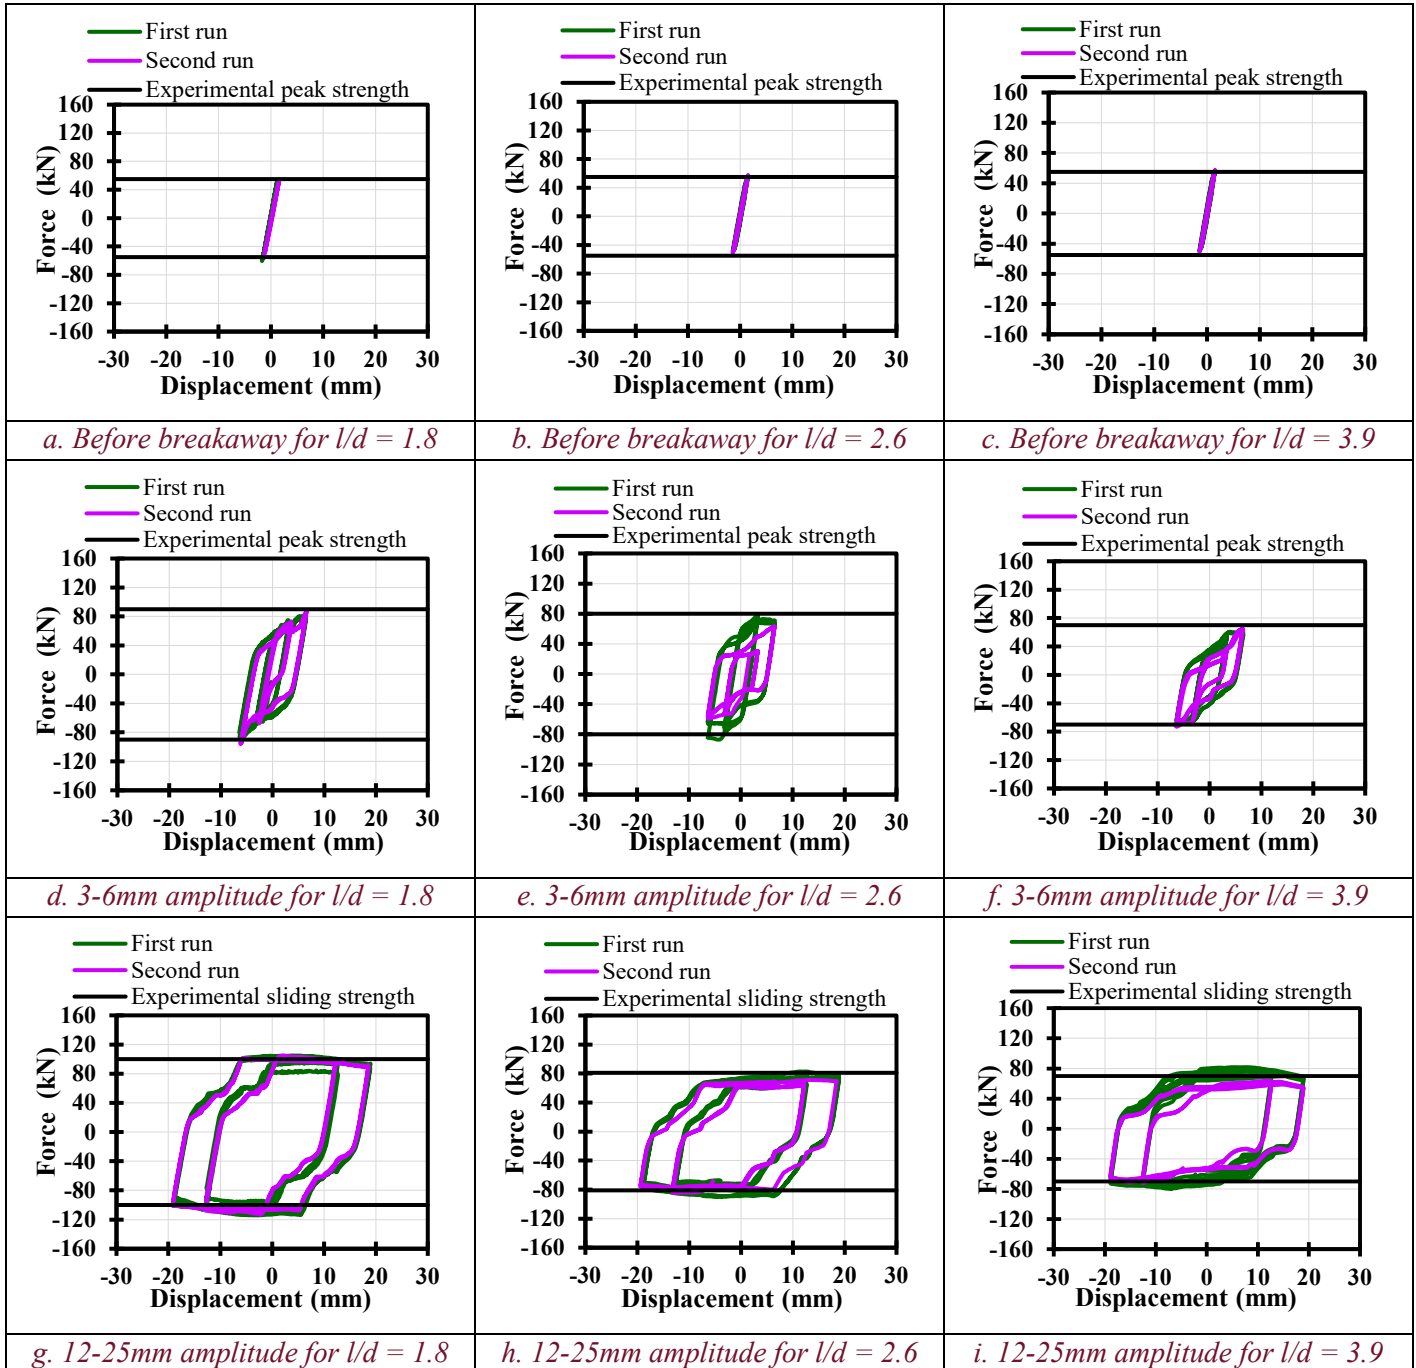 First run
Second run
Experimental peak strength
160
120
80
40
0
-40
-80
-120
-160
Force (kN)
-30 -20 -10 0 10 20 30
Displacement (mm)
a. Before breakaway for l/d = 1.8
First run
Second run
Experimental peak strength
160
120
80
40
0
-40
-80
-120
-160
Force (kN)
-30 -20 -10 0 10 20 30
Displacement (mm)
b. Before breakaway for l/d = 2.6
First run
Second run
Experimental peak strength
160
120
80
40
0
-40
-80
-120
-160
Force (kN)
-30 -20 -10 0 10 20 30
Displacement (mm)
c. Before breakaway for l/d = 3.9
First run
Second run
Experimental peak strength
160
120
80
40
0
-40
-80
-120
-160
Force (kN)
-30 -20 -10 0 10 20 30
Displacement (mm)
d. 3-6mm amplitude for l/d = 1.8
First run
Second run
Experimental peak strength
160
120
80
40
0
-40
-80
-120
-160
Force (kN)
-30 -20 -10 0 10 20 30
Displacement (mm)
e. 3-6mm amplitude for l/d = 2.6
First run
Second run
Experimental peak strength
160
120
80
40
0
-40
-80
-120
-160
Force (kN)
-30 -20 -10 0 10 20 30
Displacement (mm)
f. 3-6mm amplitude for l/d = 3.9
First run
Second run
Experimental sliding strength
160
120
80
40
0
-40
-80
-120
-160
Force (kN)
-30 -20 -10 0 10 20 30
Displacement (mm)
g. 12-25mm amplitude for l/d = 1.8
First run
Second run
Experimental sliding strength
160
120
80
40
0
-40
-80
-120
-160
Force (kN)
-30 -20 -10 0 10 20 30
Displacement (mm)
h. 12-25mm amplitude for l/d = 2.6
First run
Second run
Experimental sliding strength
160
120
80
40
0
-40
-80
-120
-160
Force (kN)
-30 -20 -10 0 10 20 30
Displacement (mm)
i. 12-25mm amplitude for l/d = 3.9